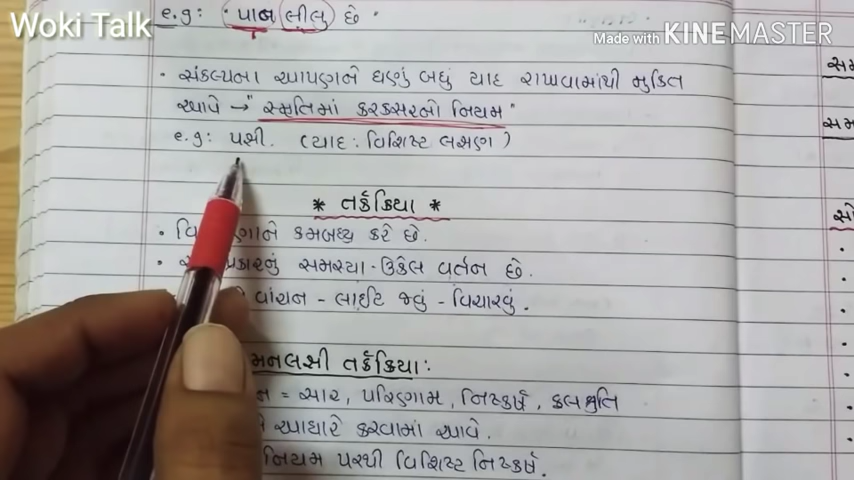 Woki Talk
Made with KINEMASTER
e.g: પાન લીલુ છે.
• સંકલ્પના આપણને ઘણું બધું યાદ રાખવામાંથી મુક્તિ
આપે → "સ્મૃતિમાં કરકસરનો નિયમ"
e.g: પક્ષી. (યાદ: વિશિષ્ટ લક્ષણ)
* તર્કક્રિયા *
ને ક્રમબધ્ધ કરે છે.
પ્રકારનું સમસ્યા-ઉકેલ વર્તન છે.
વાંચન - લાઈટ જવું - વિચારવું.
તર્કક્રિયા:
= સાર, પરિણામ, નિષ્કર્ષ, ફલશ્રુતિ
આધારે કરવામાં આવે.
નિયમ પરથી વિશિષ્ટ નિષ્કર્ષ.